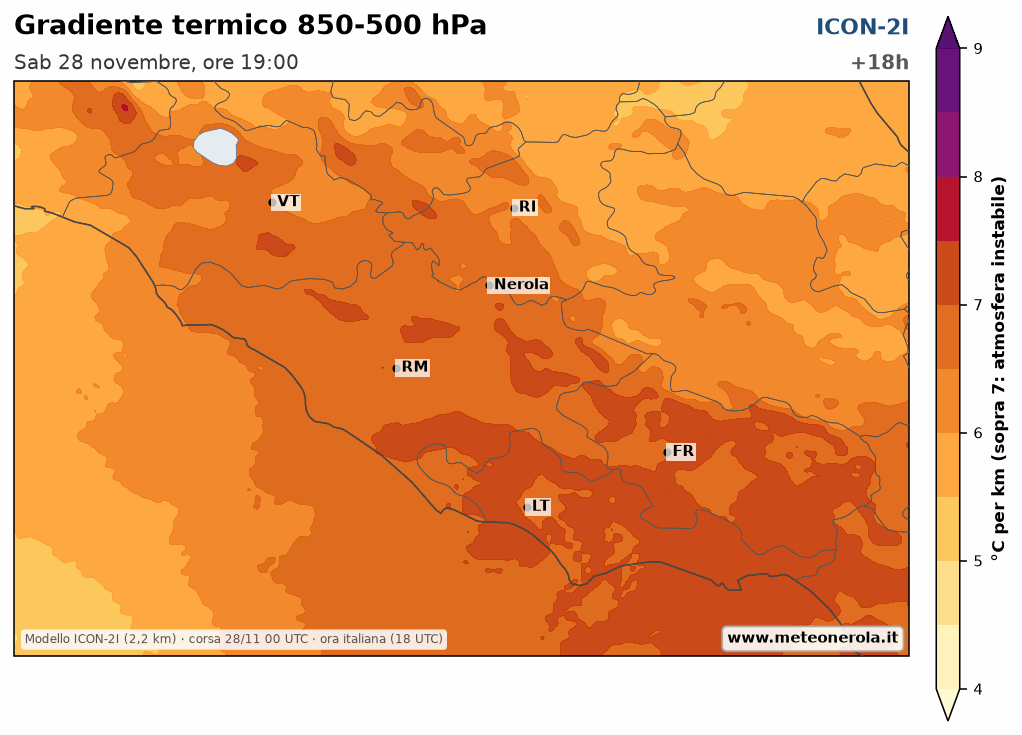 Gradiente termico 850-500 hPa
ICON-2I
Sab 28 novembre, ore 19:00
+18h
VT
RI
Nerola
RM
FR
LT
Modello ICON-2I (2,2 km) · corsa 28/11 00 UTC · ora italiana (18 UTC)
www.meteonerola.it
9
8
7
6
5
4
°C per km (sopra 7: atmosfera instabile)